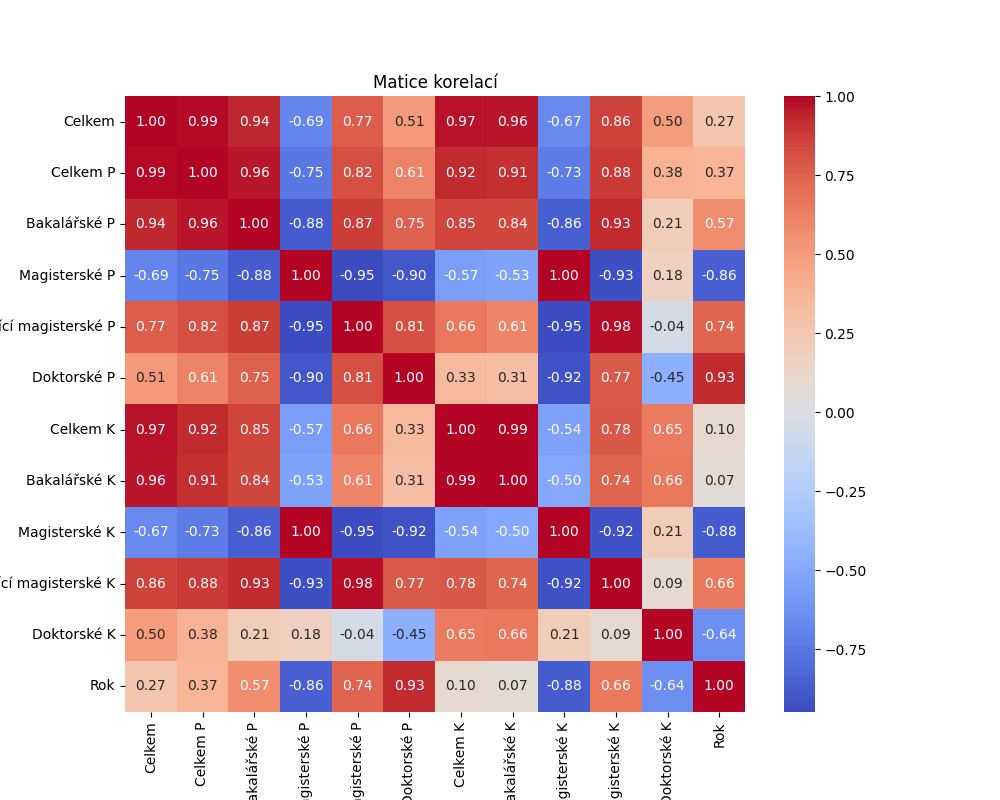 Matice korelací
Celkem 1.00 0.99 0.94 -0.69 0.77 0.51 0.97 0.96 -0.67 0.86 0.50 0.27
Celkem P 0.99 1.00 0.96 -0.75 0.82 0.61 0.92 0.91 -0.73 0.88 0.38 0.37
Bakalářské P 0.94 0.96 1.00 -0.88 0.87 0.75 0.85 0.84 -0.86 0.93 0.21 0.57
Magisterské P -0.69 -0.75 -0.88 1.00 -0.95 -0.90 -0.57 -0.53 1.00 -0.93 0.18 -0.86
ící magisterské P 0.77 0.82 0.87 -0.95 1.00 0.81 0.66 0.61 -0.95 0.98 -0.04 0.74
Doktorské P 0.51 0.61 0.75 -0.90 0.81 1.00 0.33 0.31 -0.92 0.77 -0.45 0.93
Celkem K 0.97 0.92 0.85 -0.57 0.66 0.33 1.00 0.99 -0.54 0.78 0.65 0.10
Bakalářské K 0.96 0.91 0.84 -0.53 0.61 0.31 0.99 1.00 -0.50 0.74 0.66 0.07
Magisterské K -0.67 -0.73 -0.86 1.00 -0.95 -0.92 -0.54 -0.50 1.00 -0.92 0.21 -0.88
ící magisterské K 0.86 0.88 0.93 -0.93 0.98 0.77 0.78 0.74 -0.92 1.00 0.09 0.66
Doktorské K 0.50 0.38 0.21 0.18 -0.04 -0.45 0.65 0.66 0.21 0.09 1.00 -0.64
Rok 0.27 0.37 0.57 -0.86 0.74 0.93 0.10 0.07 -0.88 0.66 -0.64 1.00
Celkem
Celkem P
akalářské P
gisterské P
gisterské P
Doktorské P
Celkem K
akalářské K
gisterské K
gisterské K
Doktorské K
Rok
1.00
0.75
0.50
0.25
0.00
−0.25
−0.50
−0.75